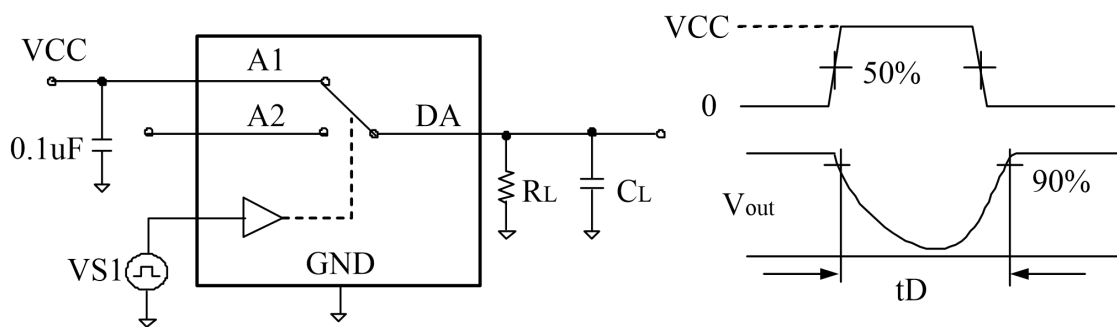 VCC
A1
A2
DA
0.1uF
RL
CL
VS1
GND
VCC
50%
0
90%
Vout
tD